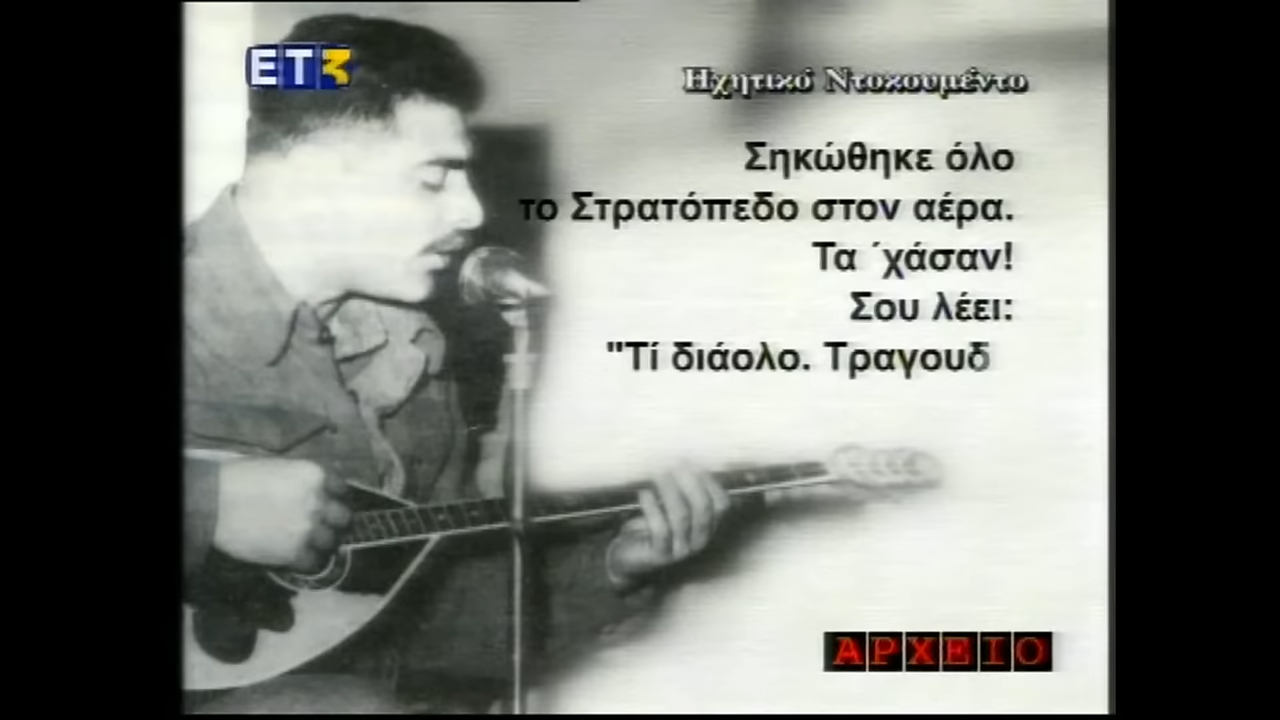 ET3
Ηχητικό Ντοκουμέντο
Σηκώθηκε όλο
το Στρατόπεδο στον αέρα.
Τα ΄χάσαν!
Σου λέει:
"Τί διάολο. Τραγουδ
ΑΡΧΕΙΟ